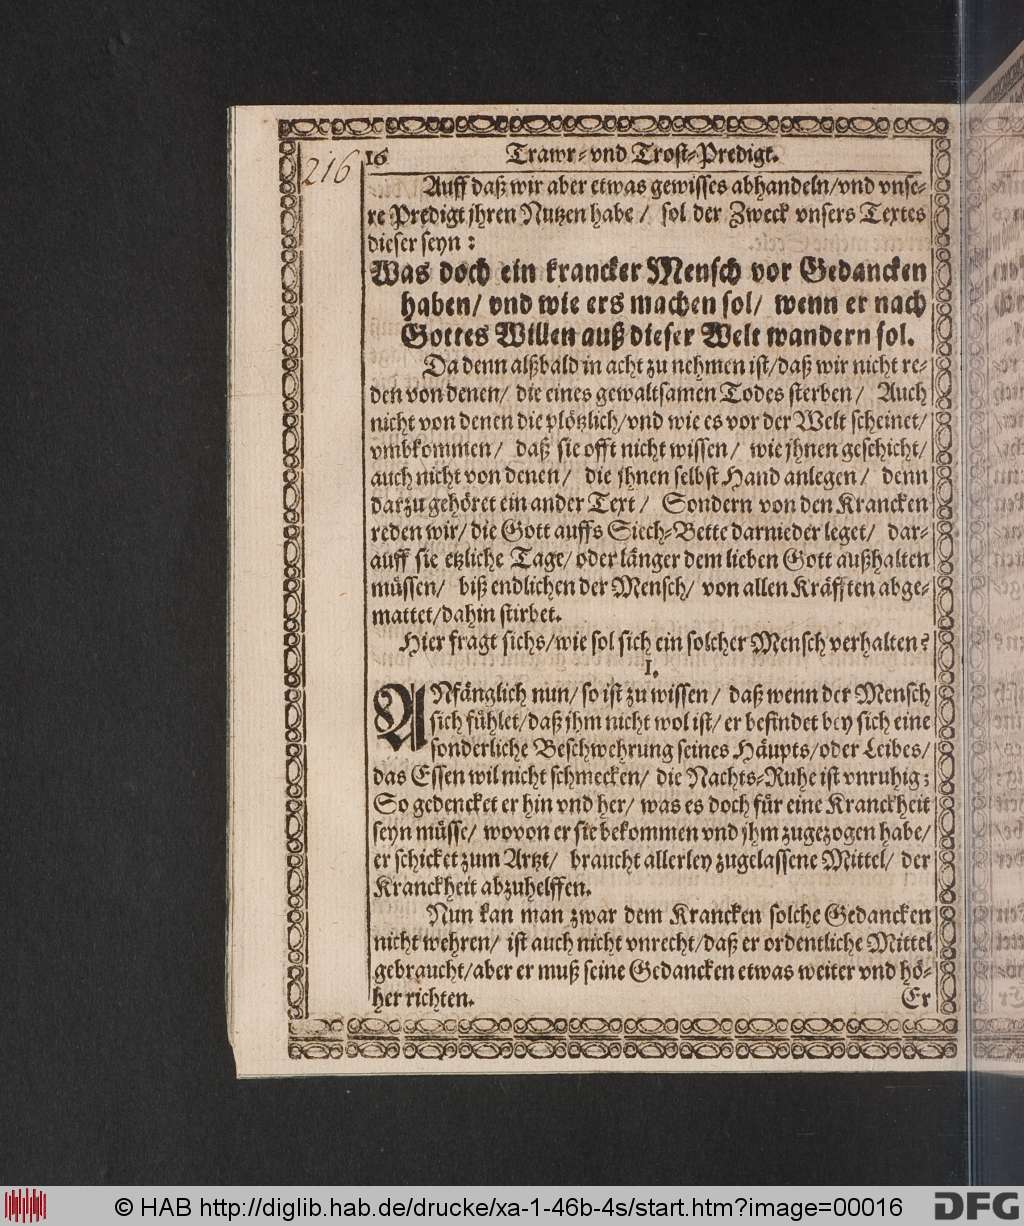 216 16 Trawr-vnd Trost-Predigt.
Auff daß wir aber etwas gewisses abhandeln/vnd vnse-
re Predigt jhren Nutzen habe / sol der Zweck vnsers Textes
dieser seyn:
Was doch ein krancker Mensch vor Gedancken
haben/ vnd wie ers machen sol/ wenn er nach
Gottes Willen auß dieser Welt wandern sol.
Da denn alßbald in acht zu nehmen ist/daß wir nicht re-
den von denen/ die eines gewaltsamen Todes sterben / Auch
nicht von denen die plötzlich/vnd wie es vor der Welt scheinet/
vmbkommen / daß sie offt nicht wissen / wie jhnen geschicht/
auch nicht von denen / die jhnen selbst Hand anlegen / denn
darzu gehöret ein ander Text / Sondern von den Krancken
reden wir/ die Gott auffs Siech-Bette darnieder leget/ dar-
auff sie etzliche Tage/ oder länger dem lieben Gott außhalten
müssen/ biß endlichen der Mensch/ von allen Kräfften abge-
mattet/dahin stirbet.
Hier fragt sichs/wie sol sich ein solcher Mensch verhalten?
I.
ANfänglich nun/ so ist zu wissen / daß wenn der Mensch
sich fühlet/daß jhm nicht wol ist/ er befindet bey sich eine
sonderliche Beschwehrung seines Häupts/oder Leibes/
das Essen wil nicht schmecken/ die Nachts-Ruhe ist vnruhig;
So gedencket er hin vnd her/ was es doch für eine Kranckheit
seyn müsse/ wovon er sie bekommen vnd jhm zugezogen habe/
er schicket zum Artzt/ braucht allerley zugelassene Mittel/ der
Kranckheit abzuhelffen.
Nun kan man zwar dem Krancken solche Gedancken
nicht wehren/ ist auch nicht vnrecht/daß er ordentliche Mittel
gebraucht/aber er muß seine Gedancken etwas weiter vnd hö-
her richten. Er
© HAB http://diglib.hab.de/drucke/xa-1-46b-4s/start.htm?image=00016 DFG